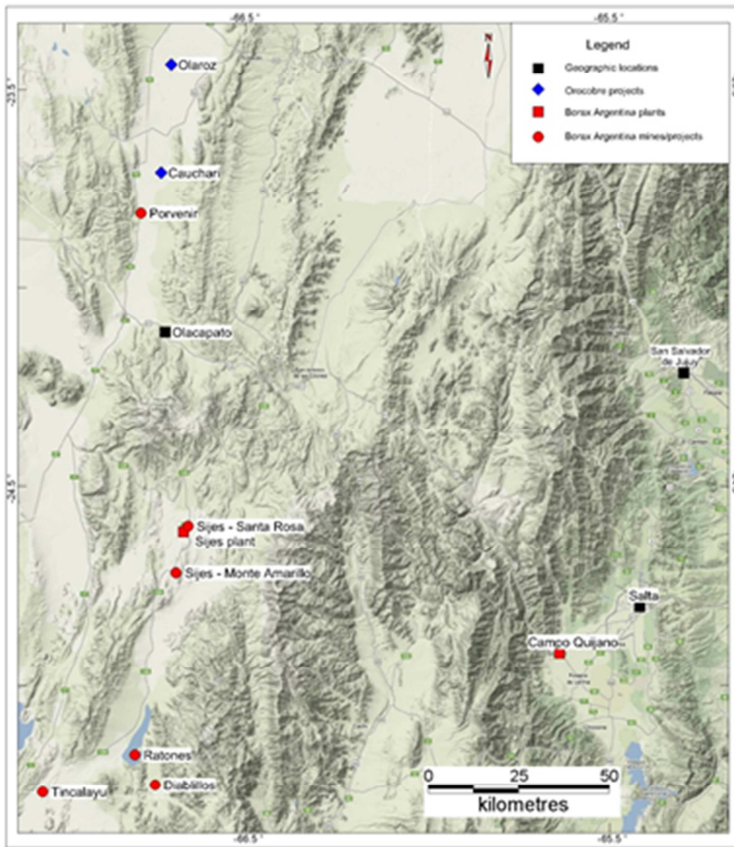 -66.5°
-65.5°
Legend
Geographic locations
Orocobre projects
Borax Argentina plants
Borax Argentina mines/projects
N
-23.5°
Olaroz
Cauchari
Porvenir
Olacapato
San Salvador
de Jujuy
-24.5°
Sijes - Santa Rosa
Sijes plant
Sijes - Monte Amarillo
Salta
Campo Quijano
Ratones
Diablillos
Tincalayu
0 25 50
kilometres
-66.5°
-65.5°